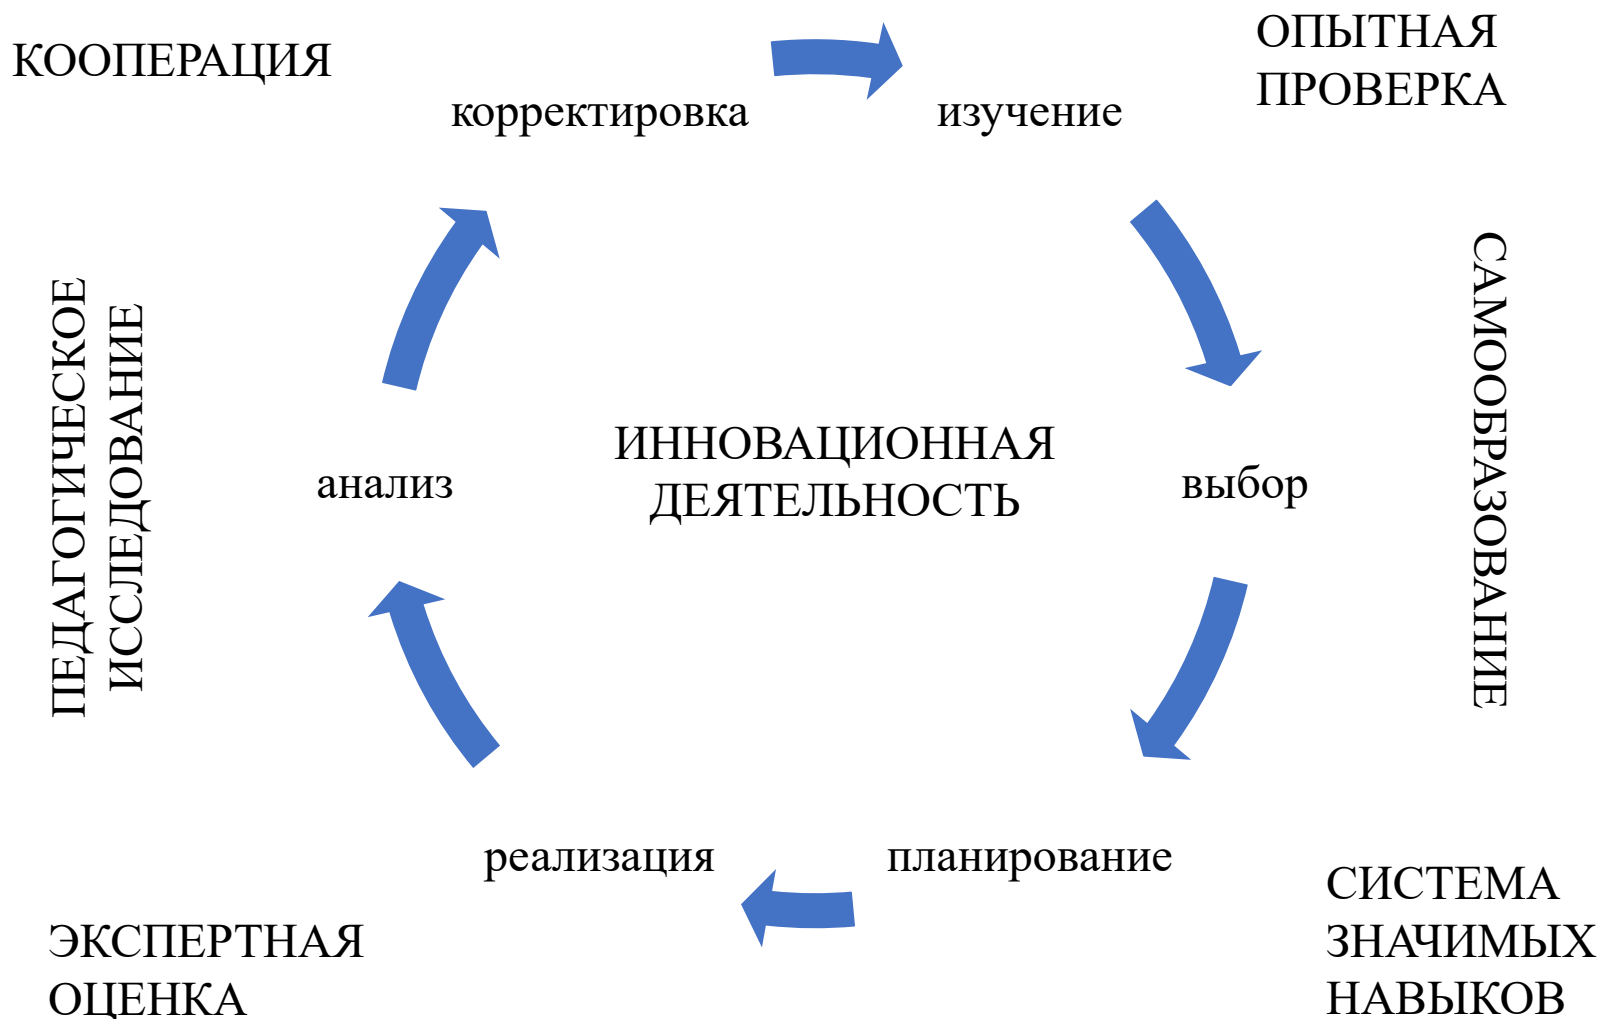 КООПЕРАЦИЯ
ОПЫТНАЯ
ПРОВЕРКА
корректировка
изучение
ПЕДАГОГИЧЕСКОЕ
ИССЛЕДОВАНИЕ
анализ
ИННОВАЦИОННАЯ
ДЕЯТЕЛЬНОСТЬ
выбор
САМООБРАЗОВАНИЕ
реализация
планирование
ЭКСПЕРТНАЯ
ОЦЕНКА
СИСТЕМА
ЗНАЧИМЫХ
НАВЫКОВ